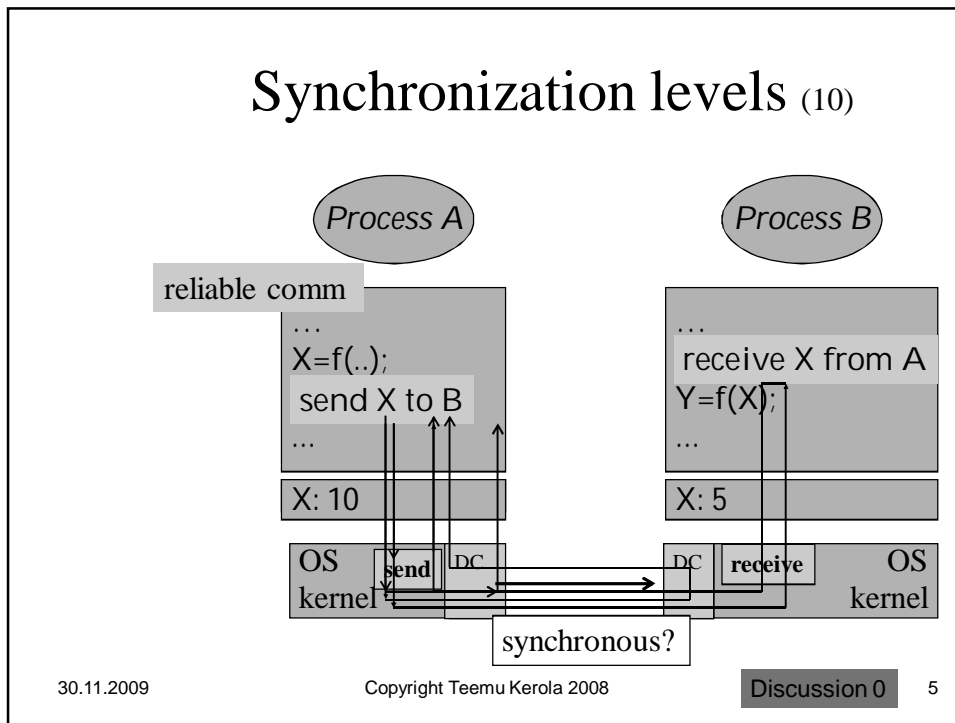 Synchronization levels (10)
Process A
Process B
reliable comm
...
X=f(..);
send X to B
...
...
receive X from A
Y=f(X);
...
X: 10
X: 5
OS
kernel
send
DC
DC
receive
OS
kernel
synchronous?
30.11.2009
Copyright Teemu Kerola 2008
Discussion 0
5